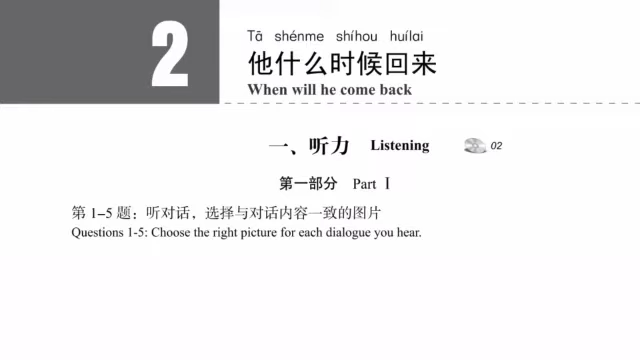 2
Tā shénme shíhou huílai
他什么时候回来
When will he come back
一、听力 Listening 02
第一部分 Part Ⅰ
第 1-5 题：听对话，选择与对话内容一致的图片
Questions 1-5: Choose the right picture for each dialogue you hear.